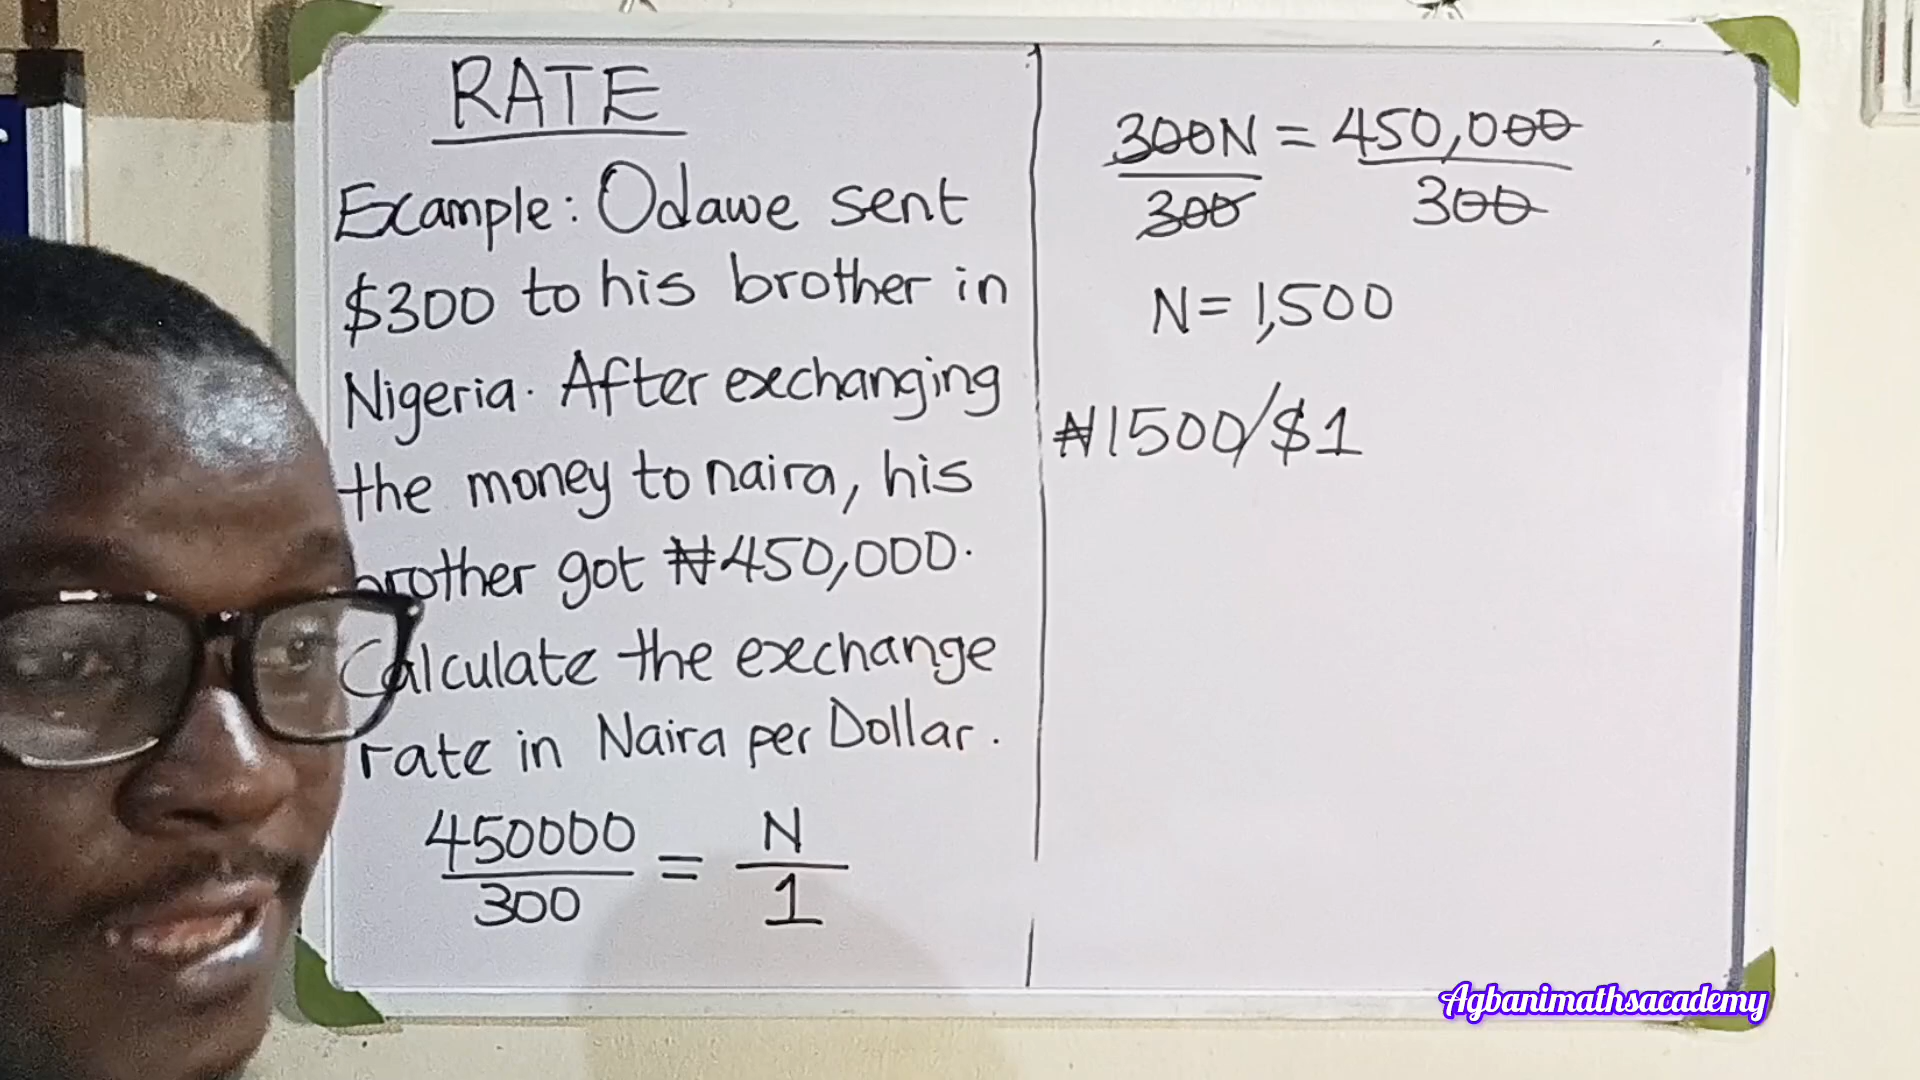 RATE
Example: Odawe sent
$300 to his brother in
Nigeria. After exchanging
the money to naira, his
brother got ₦450,000.
Calculate the exchange
rate in Naira per Dollar.
450000/300 = N/1
300N/300 = 450,000/300
N = 1,500
₦1500/$1
Agbanimathsacademy